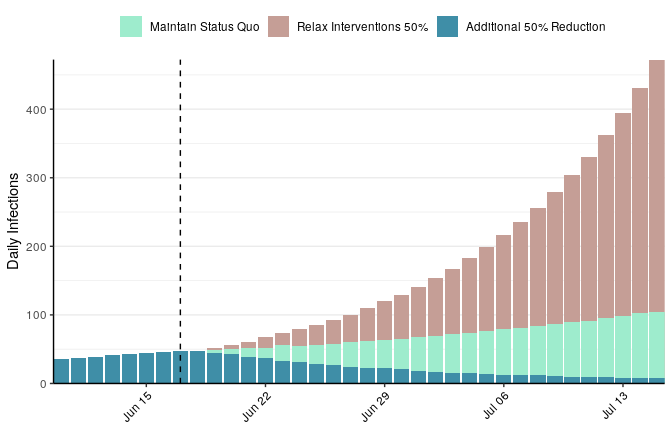 Maintain Status Quo Relax Interventions 50% Additional 50% Reduction
Daily Infections
400
300
200
100
0
Jun 15 Jun 22 Jun 29 Jul 06 Jul 13